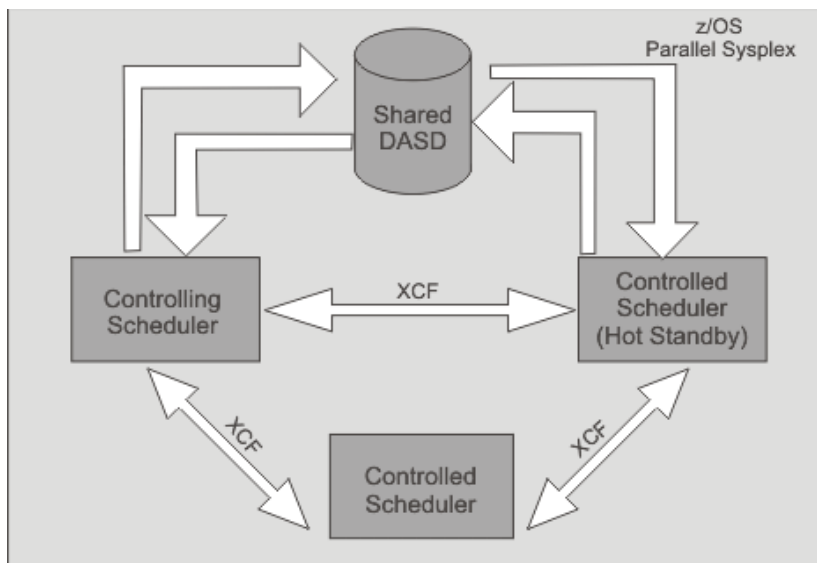 z/OS
Parallel Sysplex
Shared
DASD
Controlling
Scheduler
XCF
Controlled
Scheduler
(Hot Standby)
XCF
XCF
Controlled
Scheduler